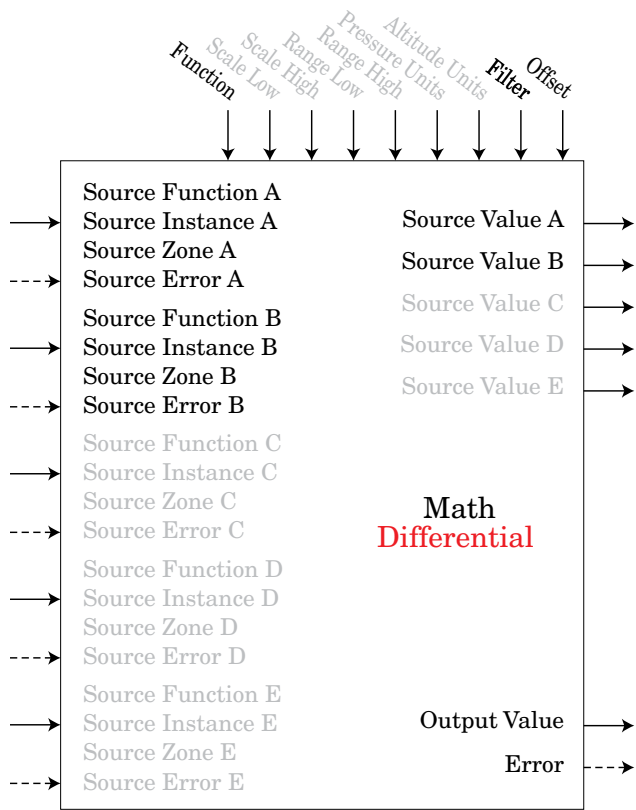 Function
Scale Low
Scale High
Range Low
Range High
Pressure Units
Altitude Units
Filter
Offset
Source Function A
Source Instance A
Source Zone A
Source Error A
Source Function B
Source Instance B
Source Zone B
Source Error B
Source Function C
Source Instance C
Source Zone C
Source Error C
Source Function D
Source Instance D
Source Zone D
Source Error D
Source Function E
Source Instance E
Source Zone E
Source Error E
Source Value A
Source Value B
Source Value C
Source Value D
Source Value E
Math
Differential
Output Value
Error